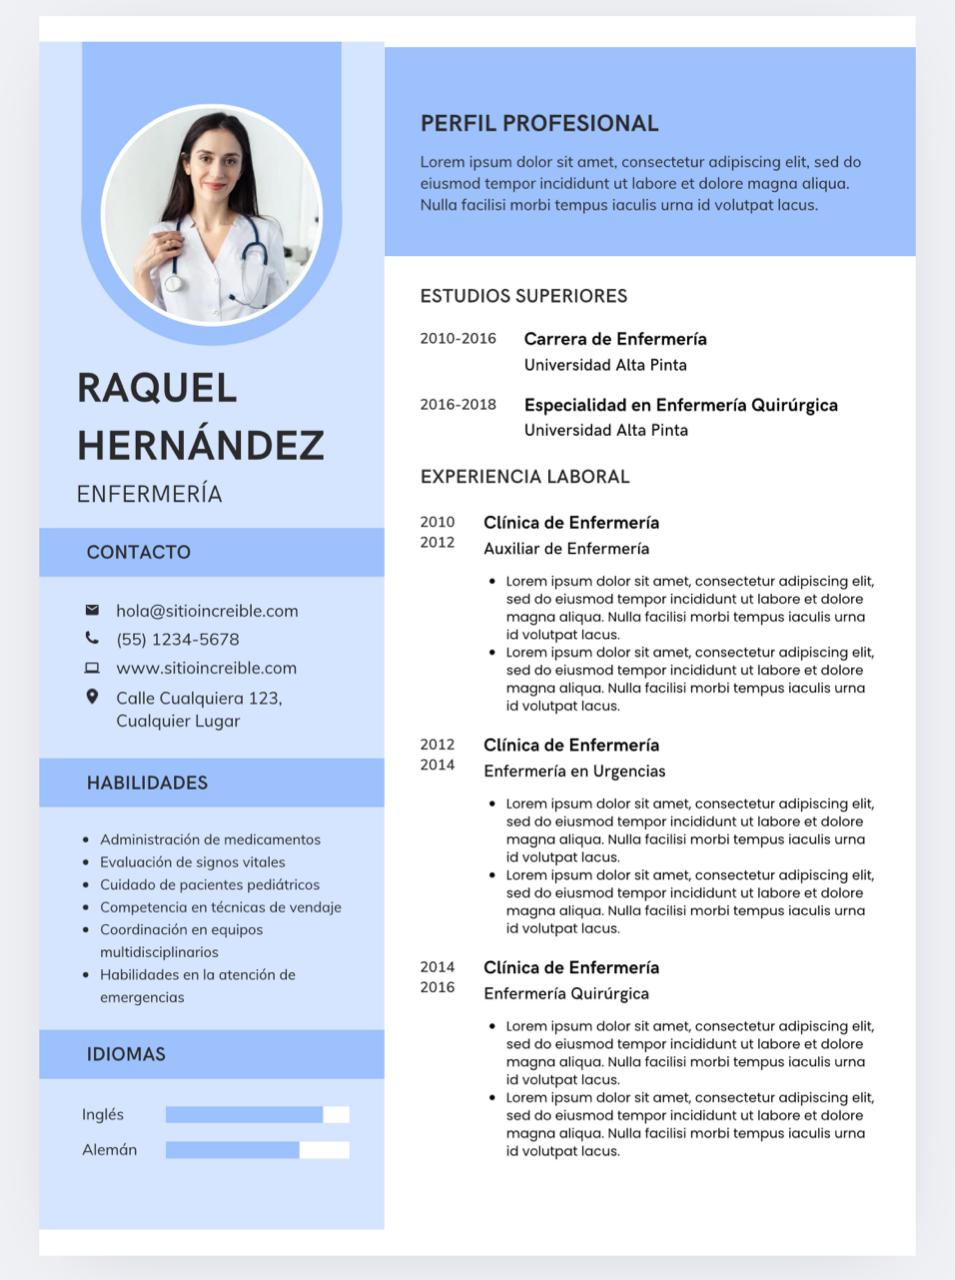 RAQUEL
HERNÁNDEZ
ENFERMERÍA
CONTACTO
hola@sitioincreible.com
(55) 1234-5678
www.sitioincreible.com
Calle Cualquiera 123,
Cualquier Lugar
HABILIDADES
• Administración de medicamentos
• Evaluación de signos vitales
• Cuidado de pacientes pediátricos
• Competencia en técnicas de vendaje
• Coordinación en equipos
multidisciplinarios
• Habilidades en la atención de
emergencias
IDIOMAS
Inglés
Alemán
PERFIL PROFESIONAL
Lorem ipsum dolor sit amet, consectetur adipiscing elit, sed do
eiusmod tempor incididunt ut labore et dolore magna aliqua.
Nulla facilisi morbi tempus iaculis urna id volutpat lacus.
ESTUDIOS SUPERIORES
2010-2016 Carrera de Enfermería
Universidad Alta Pinta
2016-2018 Especialidad en Enfermería Quirúrgica
Universidad Alta Pinta
EXPERIENCIA LABORAL
2010 Clínica de Enfermería
2012 Auxiliar de Enfermería
• Lorem ipsum dolor sit amet, consectetur adipiscing elit,
sed do eiusmod tempor incididunt ut labore et dolore
magna aliqua. Nulla facilisi morbi tempus iaculis urna
id volutpat lacus.
• Lorem ipsum dolor sit amet, consectetur adipiscing elit,
sed do eiusmod tempor incididunt ut labore et dolore
magna aliqua. Nulla facilisi morbi tempus iaculis urna
id volutpat lacus.
2012 Clínica de Enfermería
2014 Enfermería en Urgencias
• Lorem ipsum dolor sit amet, consectetur adipiscing elit,
sed do eiusmod tempor incididunt ut labore et dolore
magna aliqua. Nulla facilisi morbi tempus iaculis urna
id volutpat lacus.
• Lorem ipsum dolor sit amet, consectetur adipiscing elit,
sed do eiusmod tempor incididunt ut labore et dolore
magna aliqua. Nulla facilisi morbi tempus iaculis urna
id volutpat lacus.
2014 Clínica de Enfermería
2016 Enfermería Quirúrgica
• Lorem ipsum dolor sit amet, consectetur adipiscing elit,
sed do eiusmod tempor incididunt ut labore et dolore
magna aliqua. Nulla facilisi morbi tempus iaculis urna
id volutpat lacus.
• Lorem ipsum dolor sit amet, consectetur adipiscing elit,
sed do eiusmod tempor incididunt ut labore et dolore
magna aliqua. Nulla facilisi morbi tempus iaculis urna
id volutpat lacus.